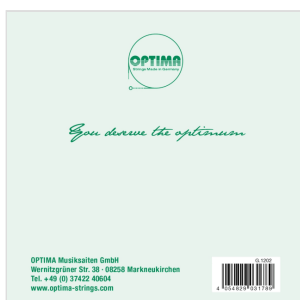 OPTIMA
Strings Made in Germany
You deserve the optimum
OPTIMA Musiksaiten GmbH
Wernitzgrüner Str. 38 · 08258 Markneukirchen
Tel. +49 (0) 37422 40604
www.optima-strings.com
G.1202
4 054829 031789